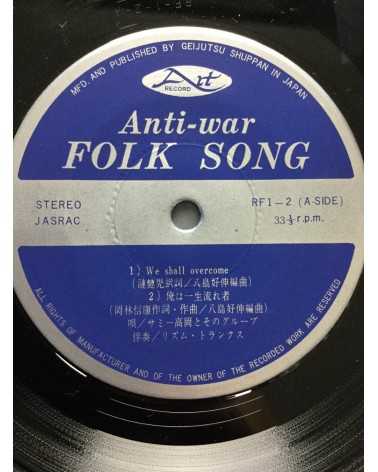 MFD. AND PUBLISHED BY GEIJUTSU SHUPPAN IN JAPAN
Art
RECORD
Anti-war
FOLK SONG
STEREO
JASRAC
RF1-2 (A-SIDE)
33⅓ r.p.m.
1) We shall overcome
(漣健児訳詞/八島好伸編曲)
2) 俺は一生流れ者
(岡林信康作詞・作曲/八島好伸編曲)
唄/サミー高岡とそのグループ
伴奏/リズム・トランクス
ALL RIGHTS OF MANUFACTURER AND OF THE OWNER OF THE RECORDED WORK ARE RESERVED